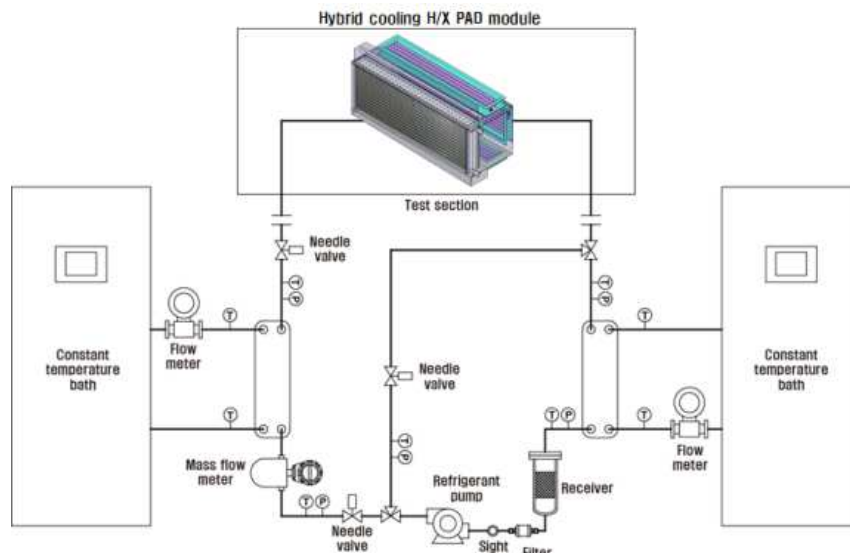 Hybrid cooling H/X PAD module
Test section
Needle
valve
T
P
T
P
T
Flow
meter
Constant
temperature
bath
T
Needle
valve
T
Constant
temperature
bath
T
P
T
Flow
meter
T
P
Mass flow
meter
Refrigerant
pump
Receiver
T
P
Needle
valve
Sight
Filter